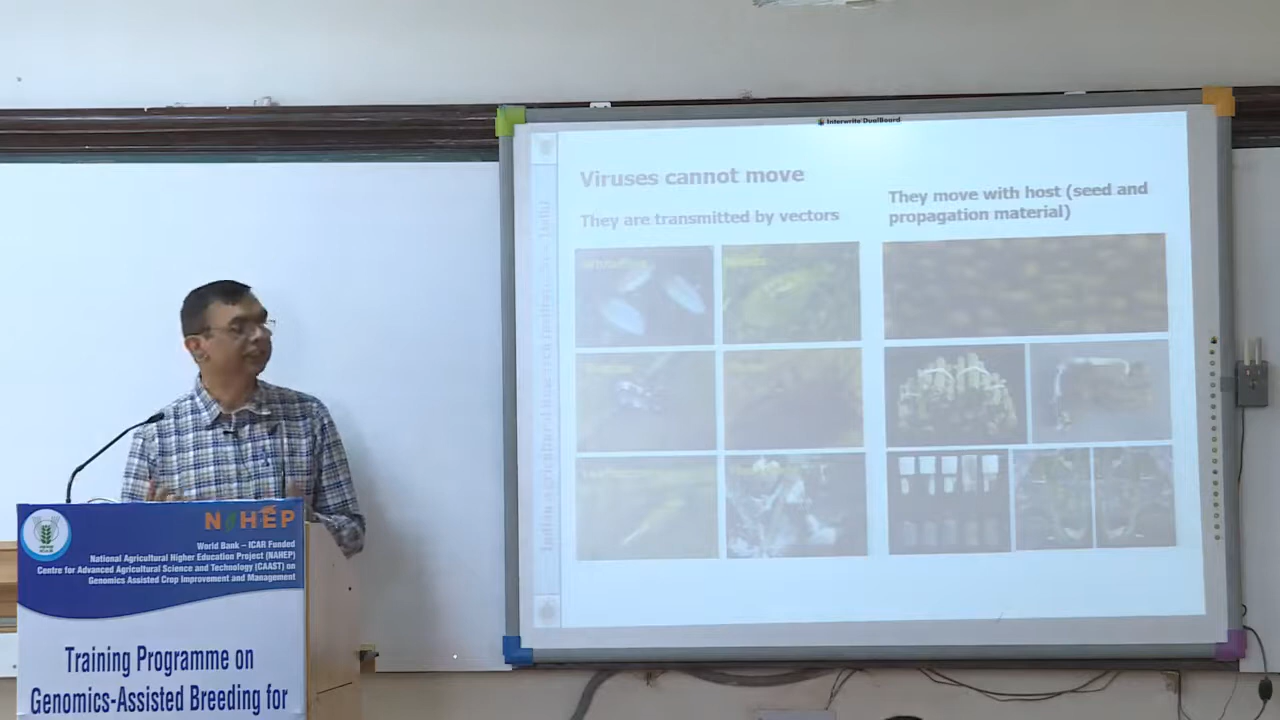 Interwrite DualBoard
Viruses cannot move
They are transmitted by vectors
They move with host (seed and
propagation material)
NAHEP
World Bank – ICAR Funded
National Agricultural Higher Education Project (NAHEP)
Centre for Advanced Agricultural Science and Technology (CAAST) on
Genomics Assisted Crop Improvement and Management
Training Programme on
Genomics-Assisted Breeding for